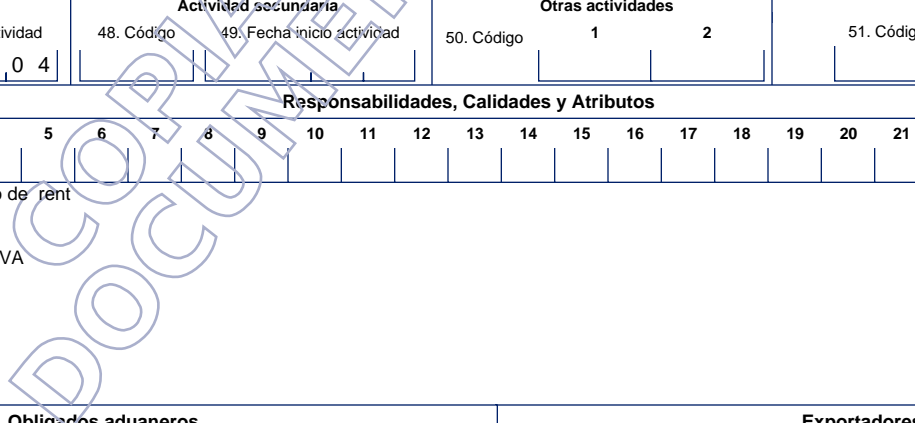 Actividad secundaria Otras actividades
ividad 48. Código 49. Fecha inicio actividad 50. Código 1 2 51. Códig
0 4
Responsabilidades, Calidades y Atributos
5 6 7 8 9 10 11 12 13 14 15 16 17 18 19 20 21
o de rent
VA
Obligados aduaneros Exportadores
COPIA
DOCUMEN